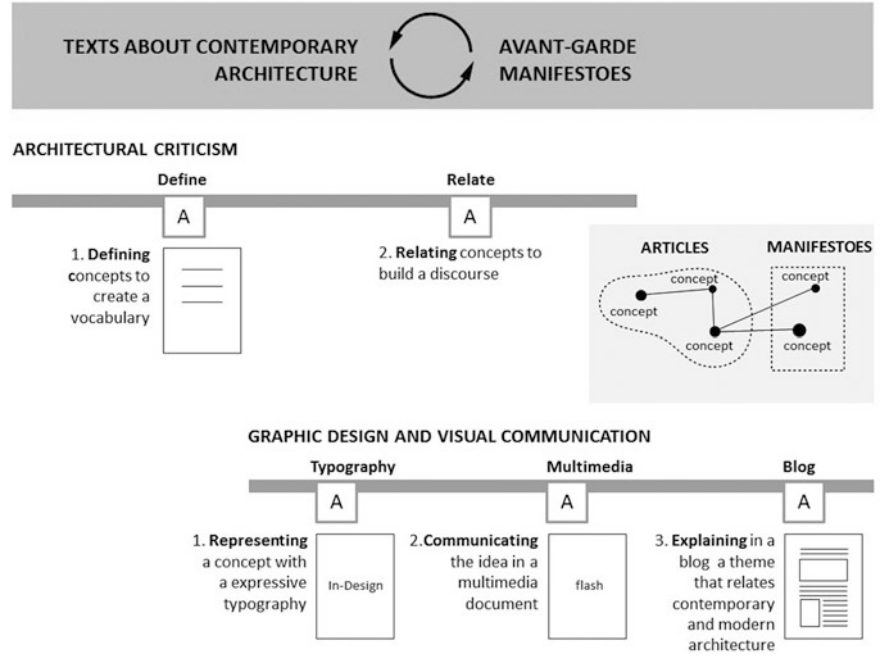 TEXTS ABOUT CONTEMPORARY
ARCHITECTURE
AVANT-GARDE
MANIFESTOES
ARCHITECTURAL CRITICISM
Define
A
1. Defining
concepts to
create a
vocabulary
Relate
A
2. Relating concepts to
build a discourse
ARTICLES
MANIFESTOES
concept
concept
concept
concept
concept
GRAPHIC DESIGN AND VISUAL COMMUNICATION
Typography
A
1. Representing
a concept with
a expressive
typography
In-Design
Multimedia
A
2.Communicating
the idea in a
multimedia
document
flash
Blog
A
3. Explaining in a
blog a theme
that relates
contemporary
and modern
architecture